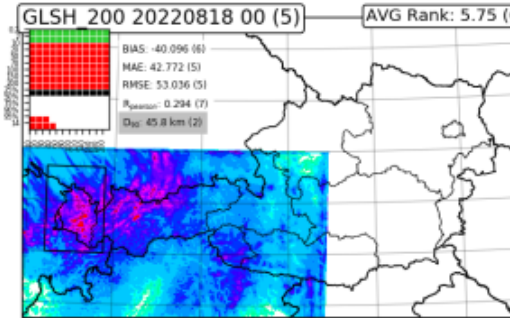 GLSH_200 20220818 00 (5)
AVG Rank: 5.75 (
BIAS: -40.096 (6)
MAE: 42.772 (5)
RMSE: 53.036 (5)
Rpearson: 0.294 (7)
D90: 45.8 km (2)